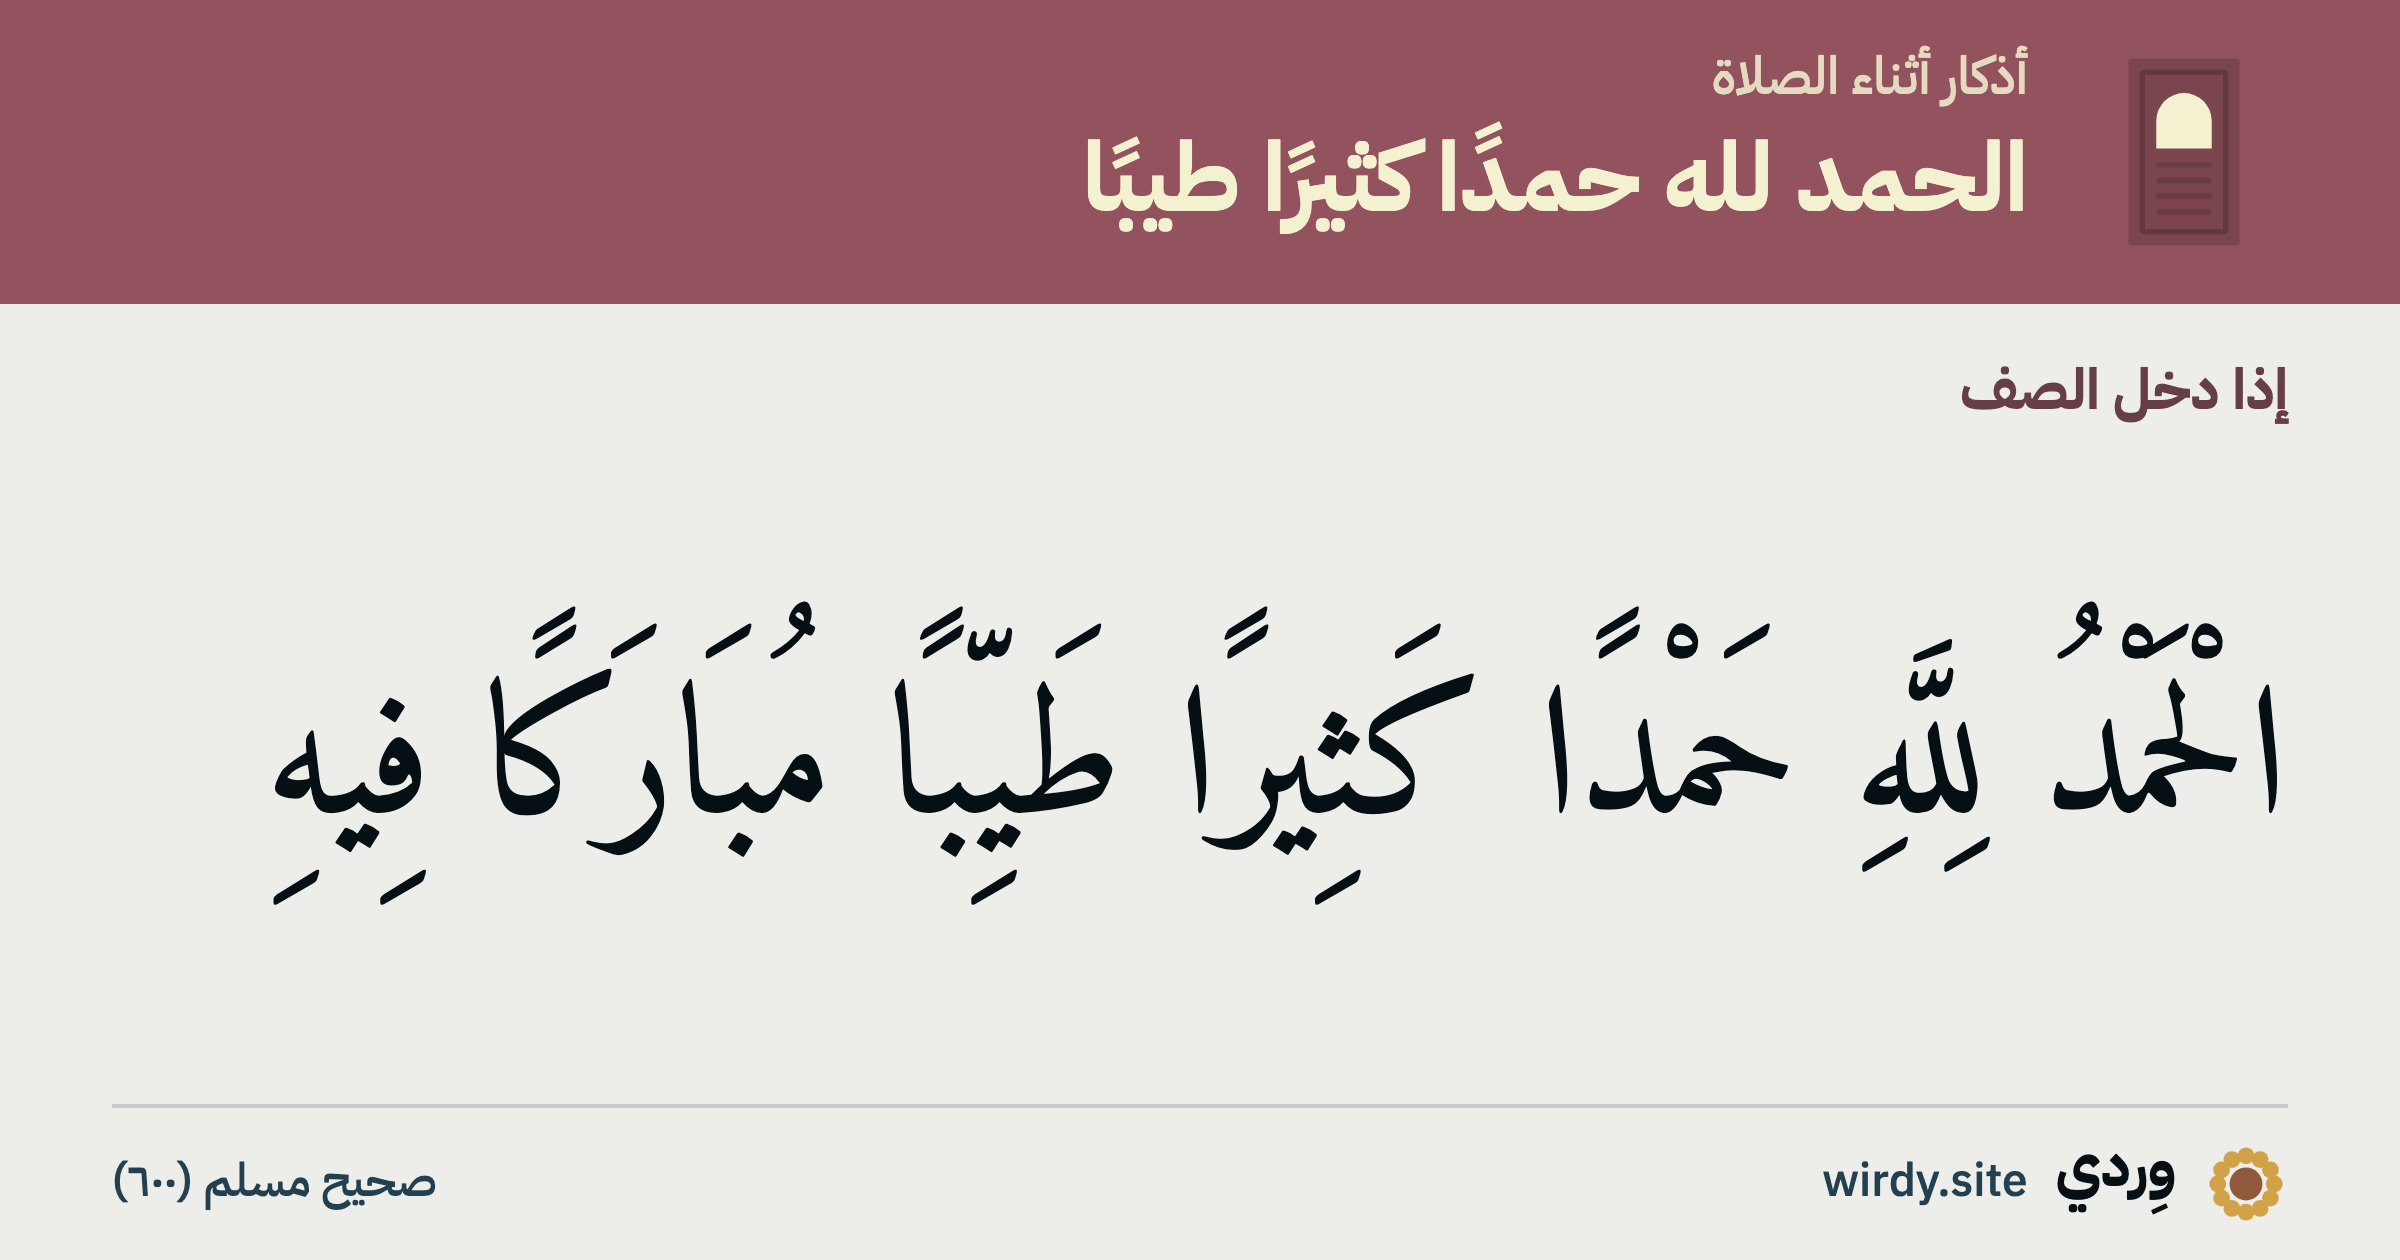 أذكار أثناء الصلاة
الحمد لله حمدًا كثيرًا طيبًا
إذا دخل الصف
الْحَمْدُ لِلَّهِ حَمْدًا كَثِيرًا طَيِّبًا مُبَارَكًا فِيهِ
وِردي wirdy.site
صحيح مسلم (٦٠٠)